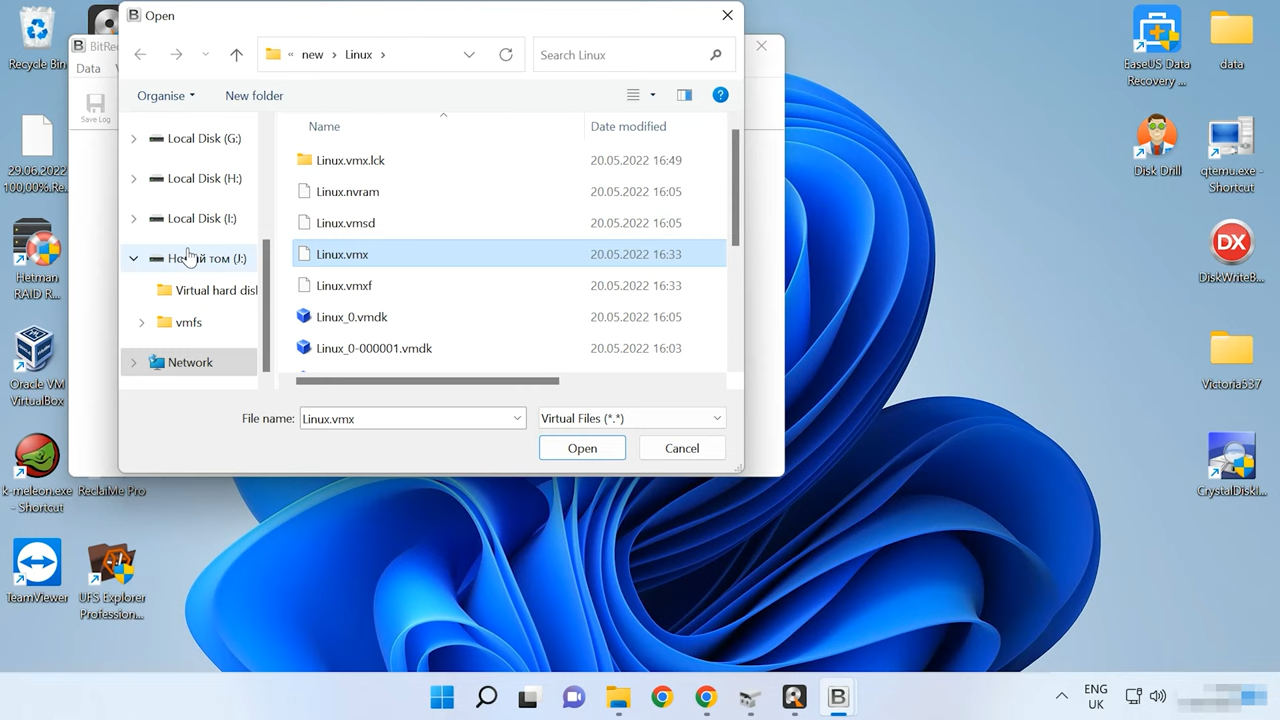 Open
« new › Linux ›
Search Linux
Organise
New folder
Local Disk (G:)
Local Disk (H:)
Local Disk (I:)
том (J:)
Virtual hard disl
vmfs
Network
Name
Date modified
Linux.vmx.lck
20.05.2022 16:49
Linux.nvram
20.05.2022 16:05
Linux.vmsd
20.05.2022 16:05
Linux.vmx
20.05.2022 16:33
Linux.vmxf
20.05.2022 16:33
Linux_0.vmdk
20.05.2022 16:05
Linux_0-000001.vmdk
20.05.2022 16:03
File name:
Linux.vmx
Virtual Files (*.*)
Open
Cancel
BitRec
Data
Save Log
Recycle Bin
29.06.2022
100,00%.Re...
Hetman
RAID R...
Oracle VM
VirtualBox
k-meleon.exe
- Shortcut
ReclaiMe Pro
TeamViewer
UFS Explorer
Profession...
EaseUS Data
Recovery ...
data
Disk Drill
qtemu.exe -
Shortcut
DX
DiskWriteB...
Victoria537
CrystalDiskI...
B
ENG
UK